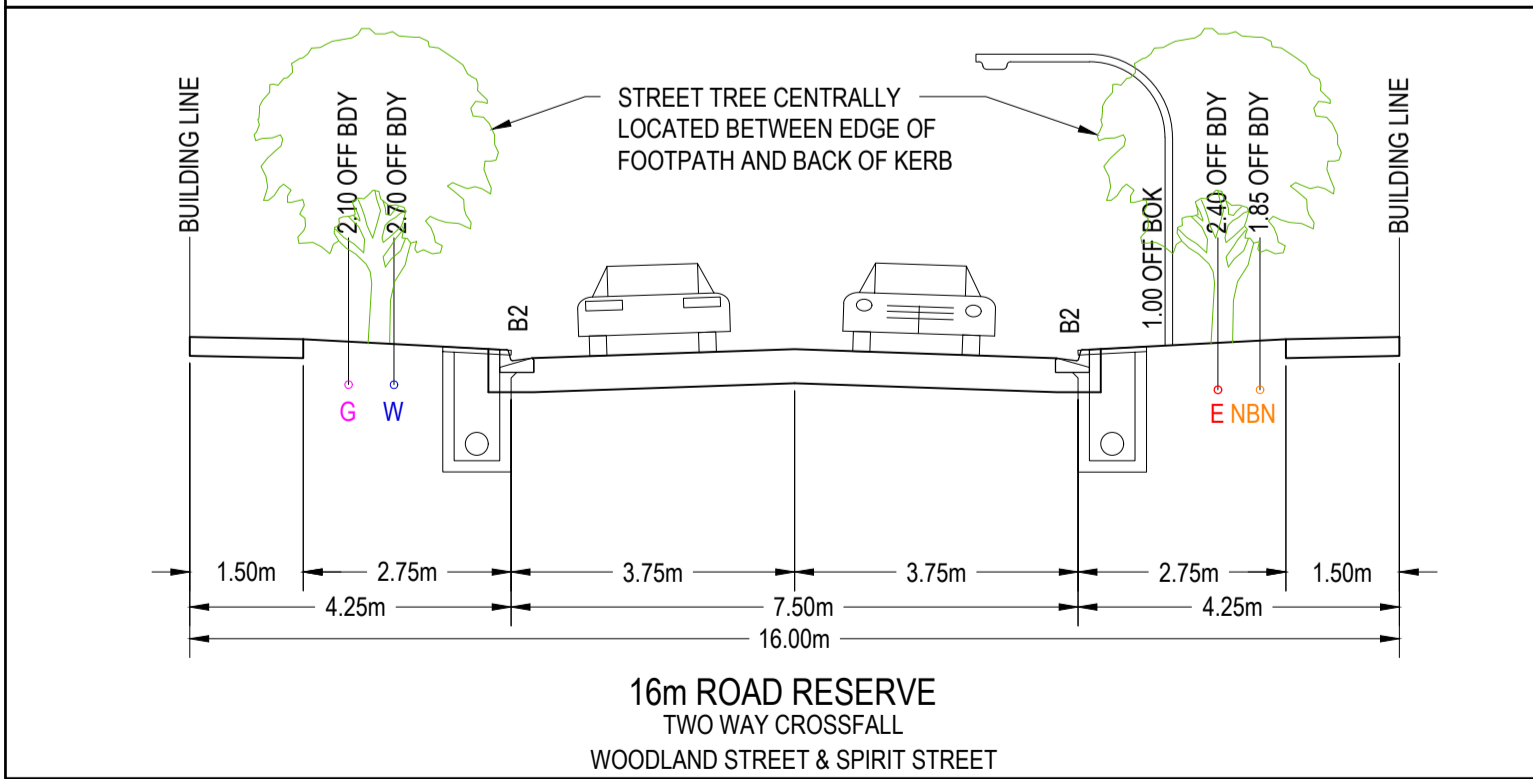 BUILDING LINE
2.10 OFF BDY
2.70 OFF BDY
STREET TREE CENTRALLY
LOCATED BETWEEN EDGE OF
FOOTPATH AND BACK OF KERB
1.00 OFF BOK
2.40 OFF BDY
1.85 OFF BDY
BUILDING LINE
B2
B2
G
W
E
NBN
1.50m
2.75m
3.75m
3.75m
2.75m
1.50m
4.25m
7.50m
4.25m
16.00m
16m ROAD RESERVE
TWO WAY CROSSFALL
WOODLAND STREET & SPIRIT STREET